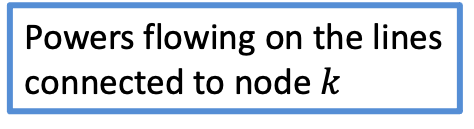 Powers flowing on the lines
connected to node k